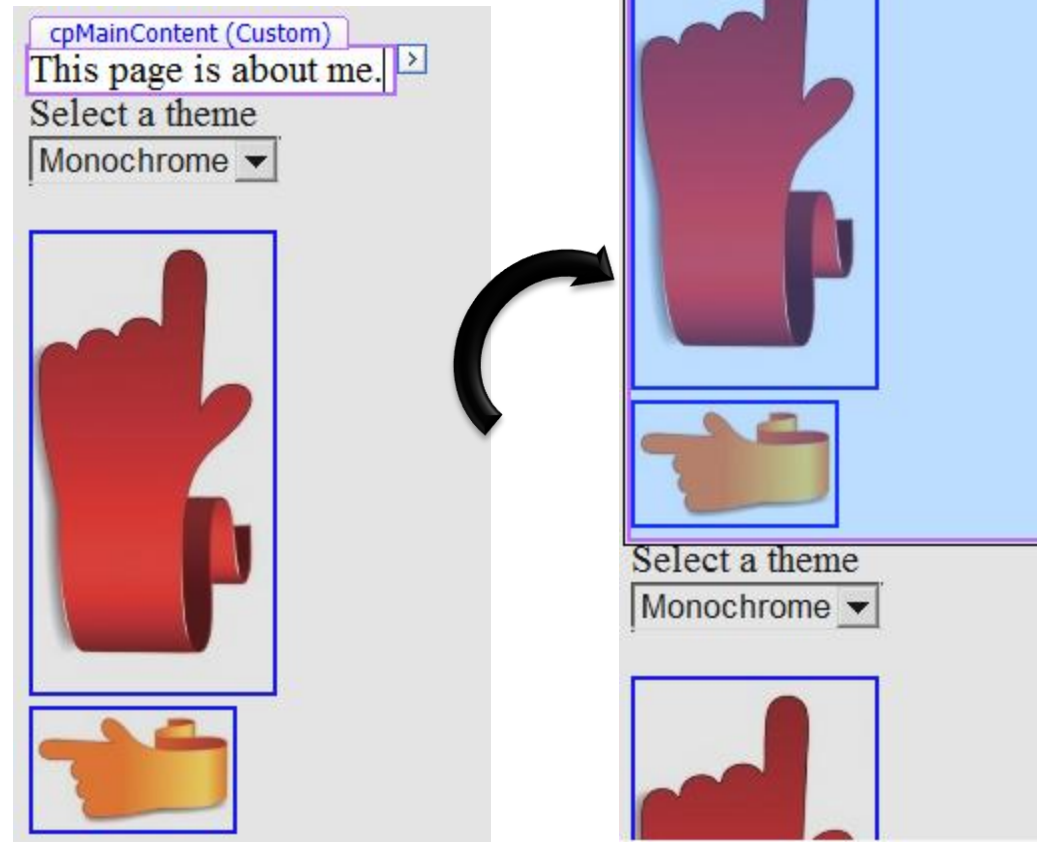 cpMainContent (Custom)
This page is about me.
>
Select a theme
Monochrome
Select a theme
Monochrome